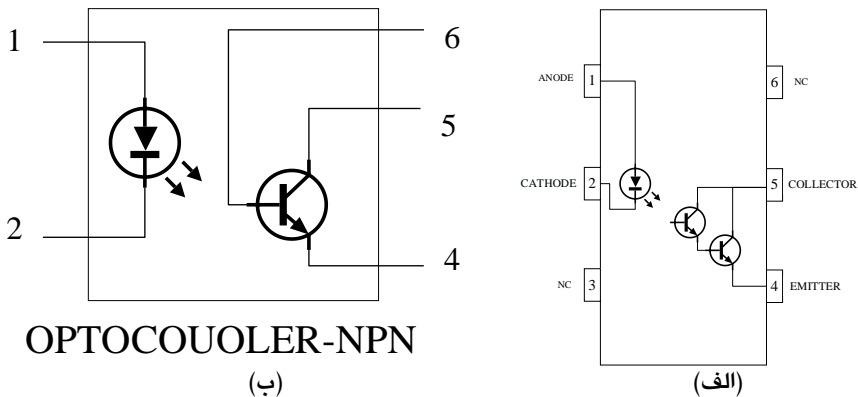 1
2
6
5
4
OPTOCOUOLER-NPN
(ب)
ANODE 1
6 NC
CATHODE 2
5 COLLECTOR
NC 3
4 EMITTER
(الف)